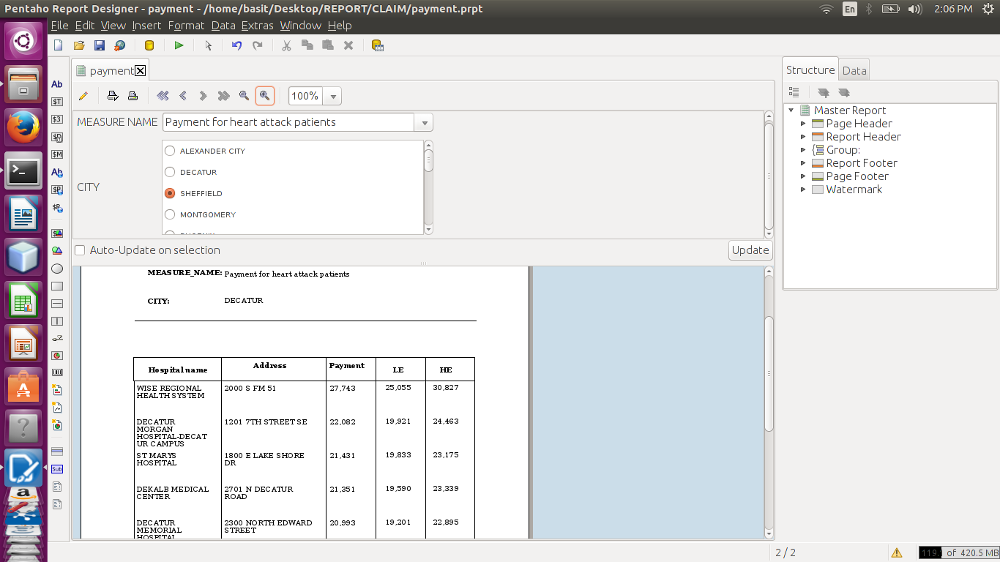 Pentaho Report Designer - payment - /home/basit/Desktop/REPORT/CLAIM/payment.prpt
En
2:06 PM
File Edit View Insert Format Data Extras Window Help
payment
100%
MEASURE NAME Payment for heart attack patients
CITY
ALEXANDER CITY
DECATUR
SHEFFIELD
MONTGOMERY
Auto-Update on selection
Update
MEASURE_NAME: Payment for heart attack patients
CITY: DECATUR
Hospital name Address Payment LE HE
WISE REGIONAL 2000 S FM 51 27,743 25,055 30,827
HEALTH SYSTEM
DECATUR 1201 7TH STREET SE 22,082 19,921 24,463
MORGAN
HOSPITAL-DECAT
UR CAMPUS
ST MARYS 1800 E LAKE SHORE 21,431 19,833 23,175
HOSPITAL DR
DEKALB MEDICAL 2701 N DECATUR 21,351 19,590 23,339
CENTER ROAD
DECATUR 2300 NORTH EDWARD 20,993 19,201 22,895
MEMORIAL STREET
HOSPITAL
Structure Data
Master Report
Page Header
Report Header
Group:
Report Footer
Page Footer
Watermark
Ab
$T
$3
$M
Ab
$P
$P
Sub
2 / 2
of 420.5 MB